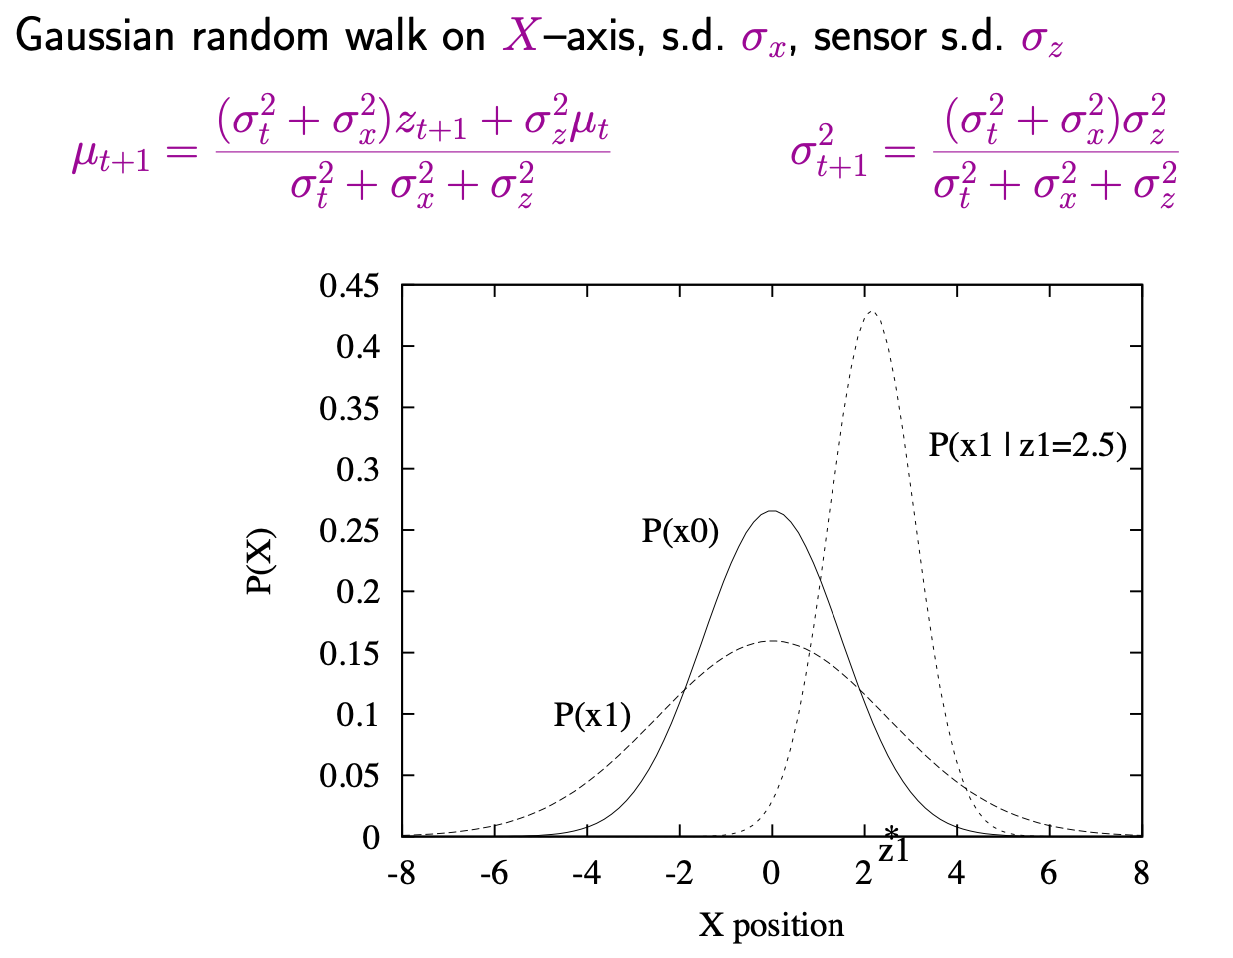 Gaussian random walk on X–axis, s.d. σₓ, sensor s.d. σ_z
μ_{t+1} = \frac{(σ_t^2 + σ_x^2)z_{t+1} + σ_z^2 μ_t}{σ_t^2 + σ_x^2 + σ_z^2}    σ_{t+1}^2 = \frac{(σ_t^2 + σ_x^2)σ_z^2}{σ_t^2 + σ_x^2 + σ_z^2}
0.45
0.4
0.35
P(x1 | z1=2.5)
0.3
P(x0)
0.25
P(X)
0.2
0.15
P(x1)
0.1
0.05
0
*
z1
-8 -6 -4 -2 0 2 4 6 8
X position